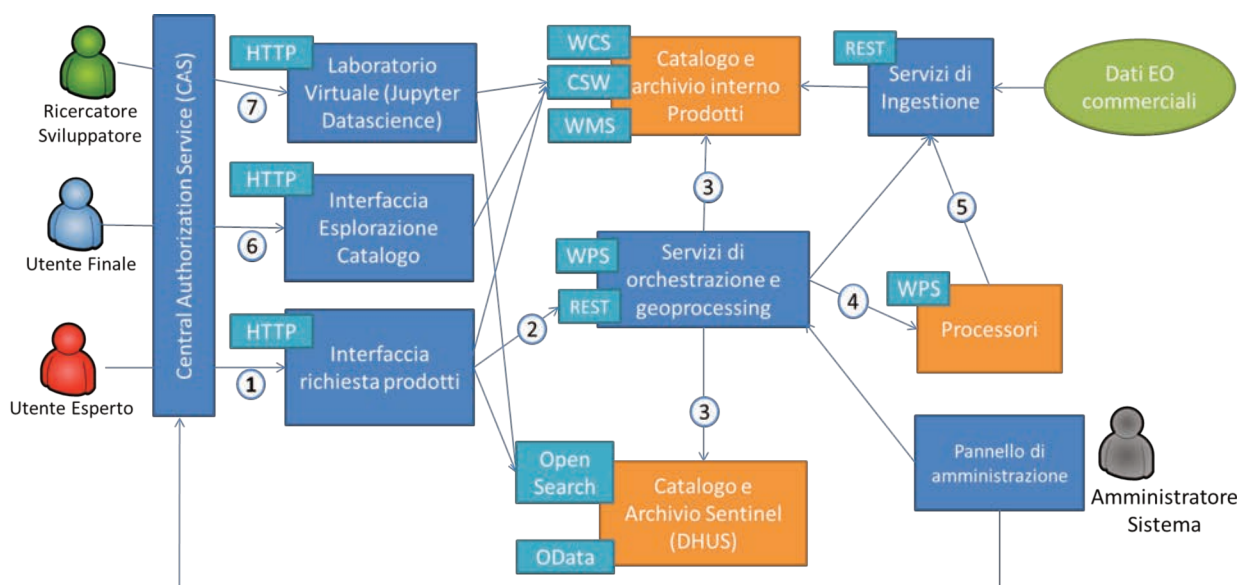 Ricercatore
Sviluppatore
Utente Finale
Utente Esperto
Central Authorization Service (CAS)
HTTP
7
Laboratorio
Virtuale (Jupyter
Datascience)
HTTP
6
Interfaccia
Esplorazione
Catalogo
HTTP
1
Interfaccia
richiesta prodotti
2
WCS
CSW
WMS
Catalogo e
archivio interno
Prodotti
3
WPS
REST
Servizi di
orchestrazione e
geoprocessing
3
Open
Search
OData
Catalogo e
Archivio Sentinel
(DHUS)
REST
Servizi di
Ingestione
Dati EO
commerciali
5
4
WPS
Processori
Pannello di
amministrazione
Amministratore
Sistema